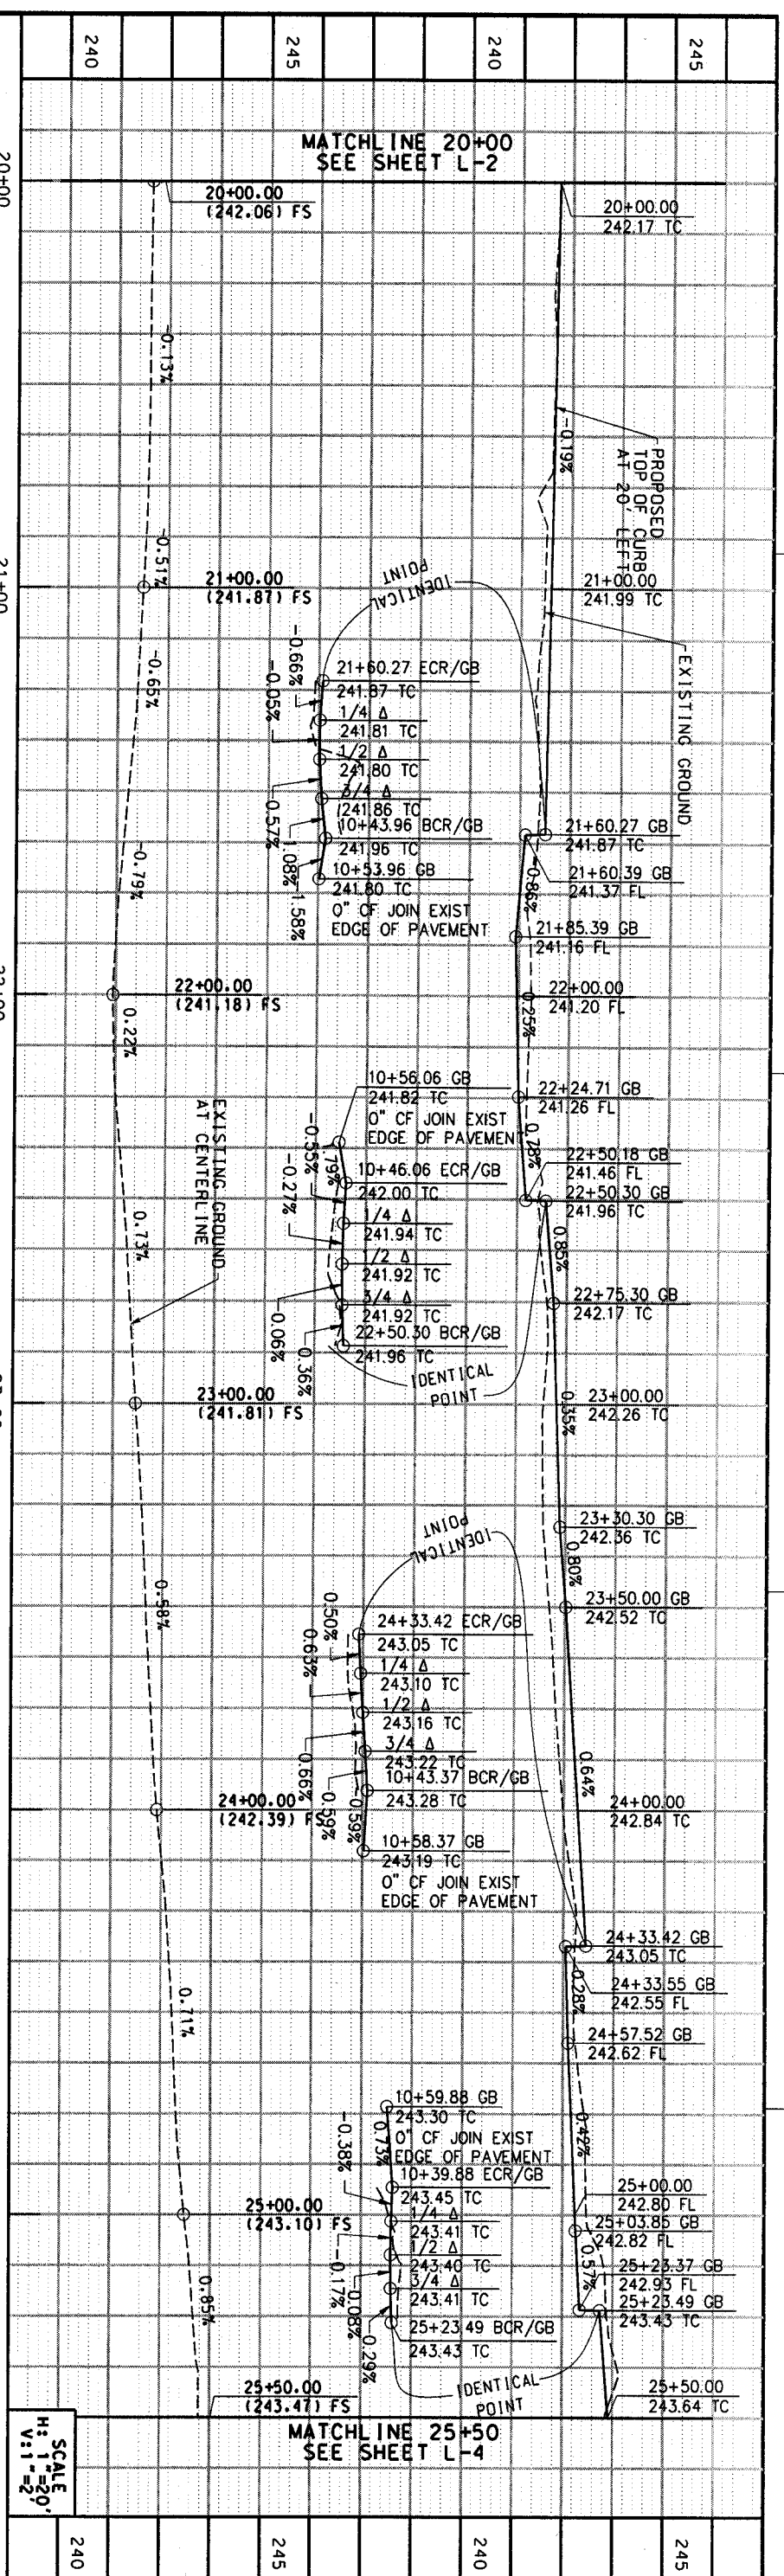 240
245
240
245
MATCHLINE 20+00
SEE SHEET L-2
20+00.00
(242.06) FS
20+00.00
242.17 TC
-0.13%
-0.51%
-0.65%
-0.79%
0.22%
0.73%
0.58%
0.71%
0.85%
21+00.00
(241.87) FS
22+00.00
(241.18) FS
EXISTING GROUND
AT CENTERLINE
23+00.00
(241.81) FS
24+00.00
(242.39) FS
25+00.00
(243.10) FS
25+50.00
(243.47) FS
IDENTICAL
POINT
21+60.27 ECR/GB
241.87 TC
1/4 Δ
241.81 TC
1/2 Δ
241.80 TC
3/4 Δ
241.86 TC
10+43.96 BCR/GB
241.96 TC
10+53.96 GB
241.80 TC
0" CF JOIN EXIST
EDGE OF PAVEMENT
-0.66%
-0.05%
0.57%
1.08%
-1.58%
10+56.06 GB
241.82 TC
0" CF JOIN EXIST
EDGE OF PAVEMENT
10+46.06 ECR/GB
242.00 TC
1/4 Δ
241.94 TC
1/2 Δ
241.92 TC
3/4 Δ
241.92 TC
22+50.30 BCR/GB
241.96 TC
-0.55%
-0.27%
-0.06%
0.36%
IDENTICAL
POINT
IDENTICAL
POINT
24+33.42 ECR/GB
243.05 TC
1/4 Δ
243.10 TC
1/2 Δ
243.16 TC
3/4 Δ
243.22 TC
10+43.37 BCR/GB
243.28 TC
10+58.37 GB
243.19 TC
0" CF JOIN EXIST
EDGE OF PAVEMENT
0.50%
0.63%
0.66%
0.59%
0.59%
10+59.88 GB
243.30 TC
0" CF JOIN EXIST
EDGE OF PAVEMENT
10+39.88 ECR/GB
243.45 TC
1/4 Δ
243.41 TC
1/2 Δ
243.40 TC
3/4 Δ
243.41 TC
25+23.49 BCR/GB
243.43 TC
0.73%
-0.38%
-0.17%
0.08%
0.29%
IDENTICAL
POINT
PROPOSED
TOP OF CURB
AT 20' LEFT
-0.19%
EXISTING GROUND
21+00.00
241.99 TC
21+60.27 GB
241.87 TC
21+60.39 GB
241.37 FL
-0.86%
21+85.39 GB
241.16 FL
22+00.00
241.20 FL
0.25%
22+24.71 GB
241.26 FL
0.78%
22+50.18 GB
241.46 FL
22+50.30 GB
241.96 TC
0.85%
22+75.30 GB
242.17 TC
23+00.00
242.26 TC
0.35%
23+30.30 GB
242.36 TC
0.80%
23+50.00 GB
242.52 TC
0.64%
24+00.00
242.84 TC
24+33.42 GB
243.05 TC
24+33.55 GB
242.55 FL
0.28%
24+57.52 GB
242.62 FL
0.42%
25+00.00
242.80 FL
25+03.85 GB
242.82 FL
0.57%
25+23.37 GB
242.93 FL
25+23.49 GB
243.43 TC
25+50.00
243.64 TC
MATCHLINE 25+50
SEE SHEET L-4
SCALE
H: 1"=20'
V: 1"=2'
240
245
240
245
20+00
21+00